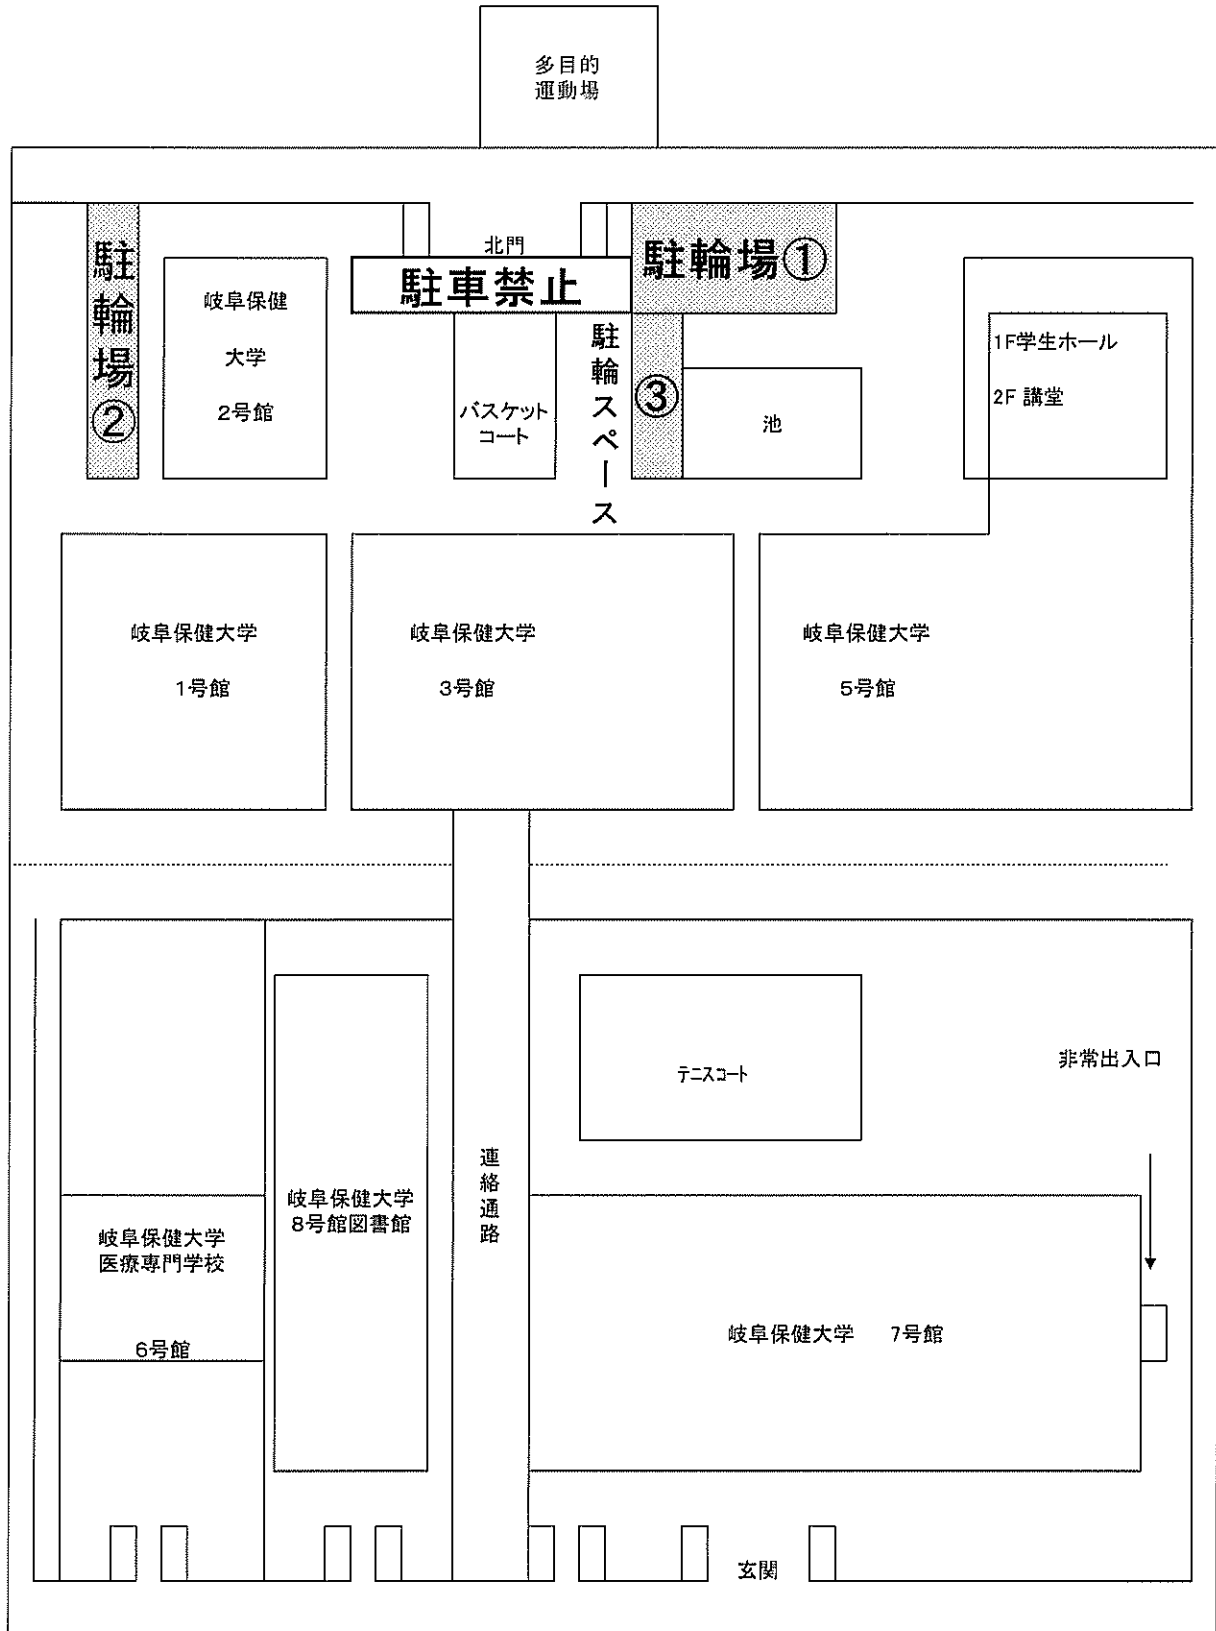 多目的
運動場
北門
駐車禁止
駐輪場①
駐輪場②
岐阜保健
大学
2号館
バスケット
コート
駐輪スペース
③
池
1F学生ホール
2F 講堂
岐阜保健大学
1号館
岐阜保健大学
3号館
岐阜保健大学
5号館
テニスコート
非常出入口
連絡通路
岐阜保健大学
8号館図書館
岐阜保健大学
医療専門学校
6号館
岐阜保健大学 7号館
玄関